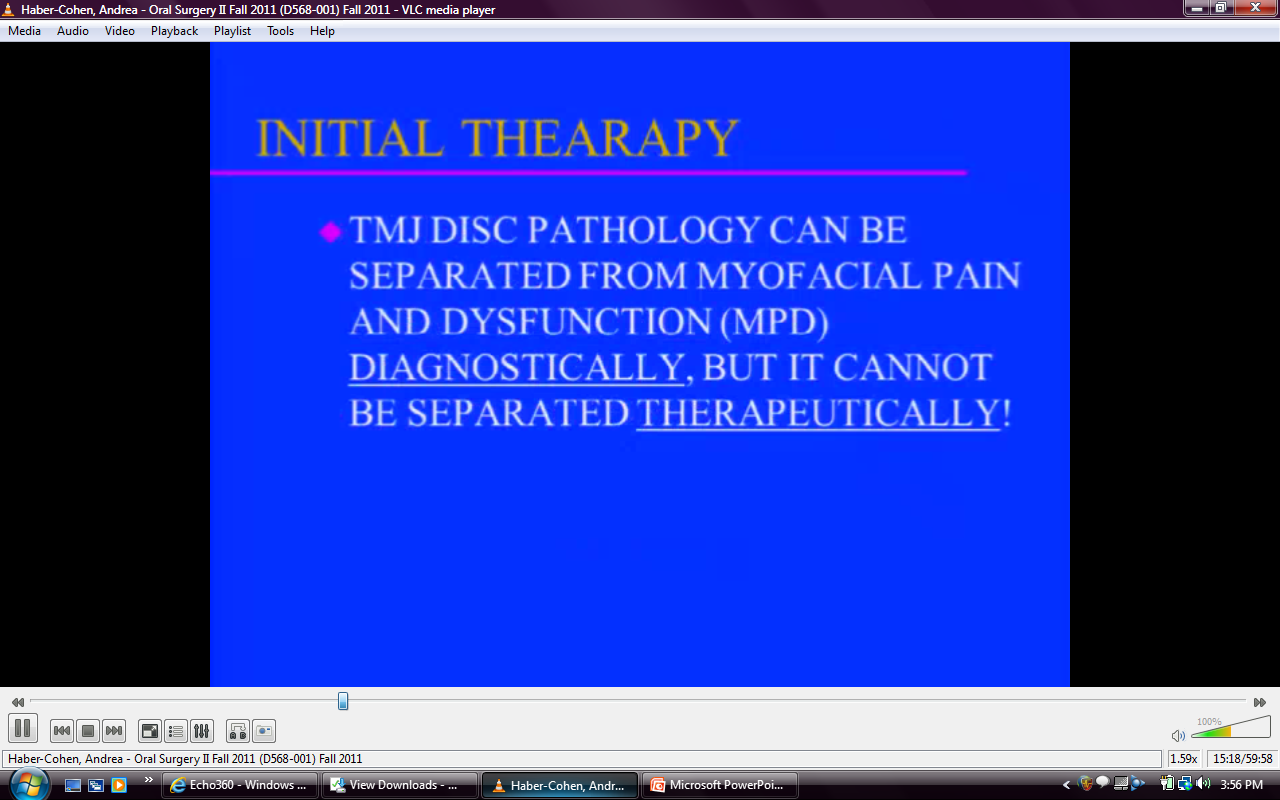 Haber-Cohen, Andrea - Oral Surgery II Fall 2011 (D568-001) Fall 2011 - VLC media player
Media Audio Video Playback Playlist Tools Help
INITIAL THEARAPY
TMJ DISC PATHOLOGY CAN BE
SEPARATED FROM MYOFACIAL PAIN
AND DYSFUNCTION (MPD)
DIAGNOSTICALLY, BUT IT CANNOT
BE SEPARATED THERAPEUTICALLY!
100%
Haber-Cohen, Andrea - Oral Surgery II Fall 2011 (D568-001) Fall 2011 1.59x 15:18/59:58
Echo360 - Windows ... View Downloads - ... Haber-Cohen, Andr... Microsoft PowerPoi... 3:56 PM